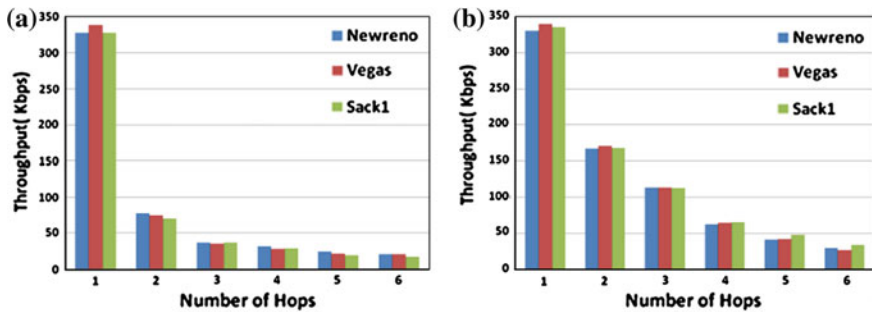 (a)
350
300
250
200
150
100
50
0
Throughput( Kbps)
Newreno
Vegas
Sack1
1 2 3 4 5 6
Number of Hops
(b)
350
300
250
200
150
100
50
0
Throughput( Kbps)
Newreno
Vegas
Sack1
1 2 3 4 5 6
Number of Hops